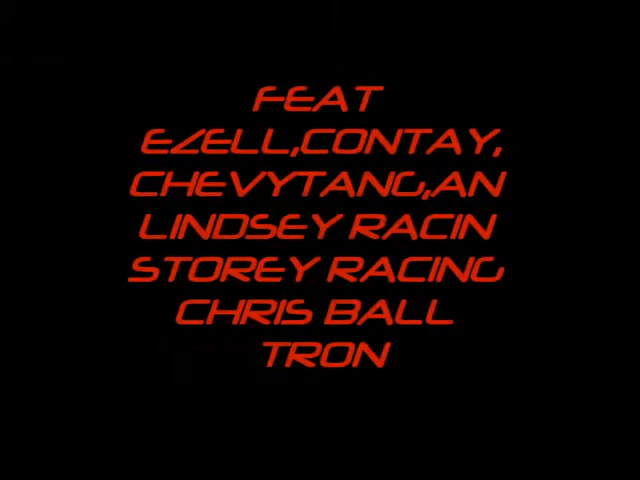 FEAT
EZELL,CONTAY,
CHEVYTANG,AN
LINDSEY RACIN
STOREY RACING
CHRIS BALL
TRON